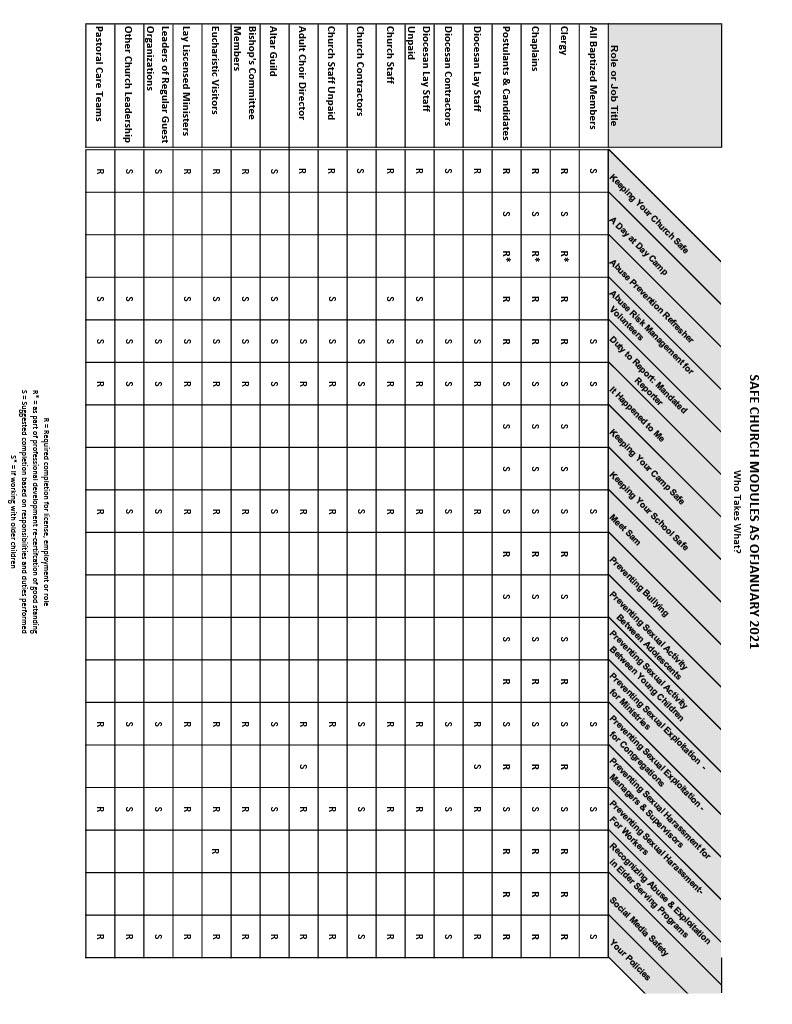 SAFE CHURCH MODULES AS OF JANUARY 2021
Who Takes What?
Role or Job Title
Keeping Your Church Safe
A Day at Day Camp
Abuse Prevention Refresher
Abuse Risk Management for
Volunteers
Duty to Report: Mandated
Reporter
It Happened to Me
Keeping Your Camp Safe
Keeping Your School Safe
Meet Sam
Preventing Bullying
Preventing Sexual Activity
Between Adolescents
Preventing Sexual Activity
Between Young Children
Preventing Sexual Exploitation -
for Ministries
Preventing Sexual Exploitation -
for Congregations
Preventing Sexual Harassment for
Managers & Supervisors
Preventing Sexual Harassment-
For Workers
Recognizing Abuse & Exploitation
in Elder Serving Programs
Social Media Safety
Your Policies
All Baptized Members S S S S S S S
Clergy R S R* R R S S S S R S S R S R S R R R
Chaplains R S R* R R S S S S R S S R S R S R R R
Postulants & Candidates R S R* R R S S S S R S S R S R S R R R
Diocesan Lay Staff R S R R R S R R
Diocesan Contractors S S S S S S S
Diocesan Lay Staff
Unpaid R S S R R R R R
Church Staff R S S R R R R R
Church Contractors S S S S S S S
Church Staff Unpaid R S S R R R R R
Adult Choir Director R S R R R S R R
Altar Guild S S S S S S S R
Bishop's Committee
Members R S S R R R R R
Eucharistic Visitors R S S R R R R R R
Lay Liscensed Ministers R S S R R R R R
Leaders of Regular Guest
Organizations S S S S S S S
Other Church Leadership S S S S S S S R
Pastoral Care Teams R S S R R R R R
R = Required completion for license, employment or role
R* = as part of professional development re-certifcation of good standing
S = Suggested completion based on responsibilities and duties performed
S* = If working with older children